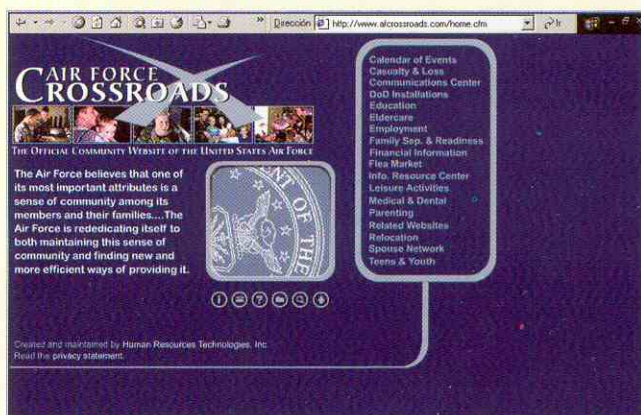 Dirección http://www.afcrossroads.com/home.cfm Ir
AIR FORCE
CROSSROADS
THE OFFICIAL COMMUNITY WEBSITE OF THE UNITED STATES AIR FORCE
The Air Force believes that one of
its most important attributes is a
sense of community among its
members and their families....The
Air Force is rededicating itself to
both maintaining this sense of
community and finding new and
more efficient ways of providing it.
ENT OF THE
Created and maintained by Human Resources Technologies, Inc.
Read the privacy statement.
Calendar of Events
Casualty & Loss
Communications Center
DoD Installations
Education
Eldercare
Employment
Family Sep. & Readiness
Financial Information
Flea Market
Info. Resource Center
Leisure Activities
Medical & Dental
Parenting
Related Websites
Relocation
Spouse Network
Teens & Youth